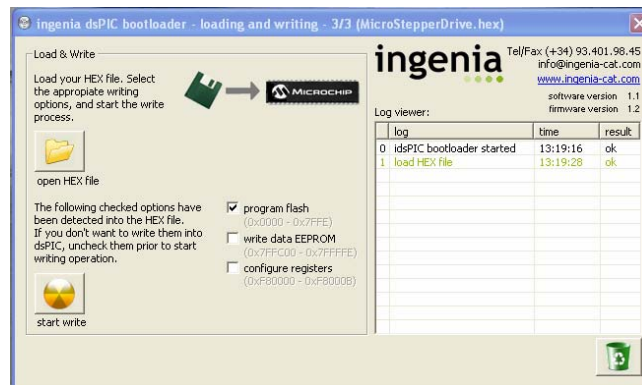 ingenia dsPIC bootloader - loading and writing - 3/3 (MicroStepperDrive.hex)
Load & Write
Load your HEX file. Select
the appropiate writing
options, and start the write
process.
MICROCHIP
open HEX file
The following checked options have
been detected into the HEX file.
If you don't want to write them into
dsPIC, uncheck them prior to start
writing operation.
program flash
(0x0000 - 0x7FFE)
write data EEPROM
(0x7FFC00 - 0x7FFFFE)
configure registers
(0xF80000 - 0xF8000B)
start write
ingenia
Tel/Fax (+34) 93.401.98.45
info@ingenia-cat.com
www.ingenia-cat.com
software version 1.1
firmware version 1.2
Log viewer:
log time result
0 idsPIC bootloader started 13:19:16 ok
1 load HEX file 13:19:28 ok